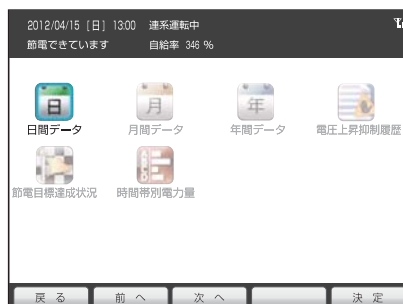 2012/04/15 [日] 13:00 連系運転中
節電できています 自給率 346 %
日
月
年
日間データ
月間データ
年間データ
電圧上昇抑制履歴
節電目標達成状況
時間帯別電力量
戻 る
前 へ
次 へ
決 定